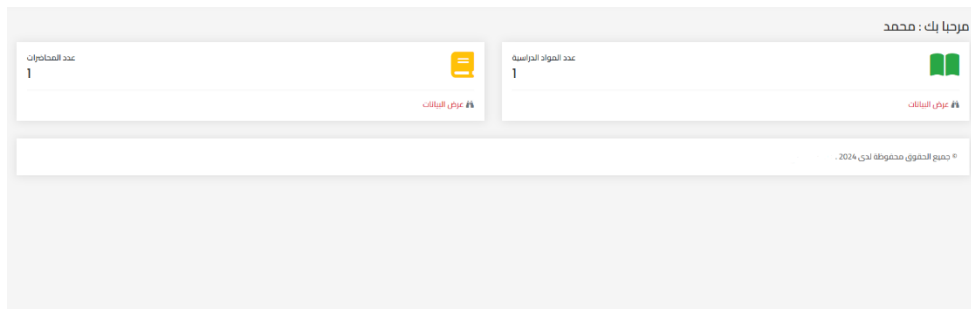 مرحبا بك : محمد
عدد المواد الدراسية
1
عرض البيانات
عدد المحاضرات
1
عرض البيانات
© جميع الحقوق محفوظة لدى 2024 .